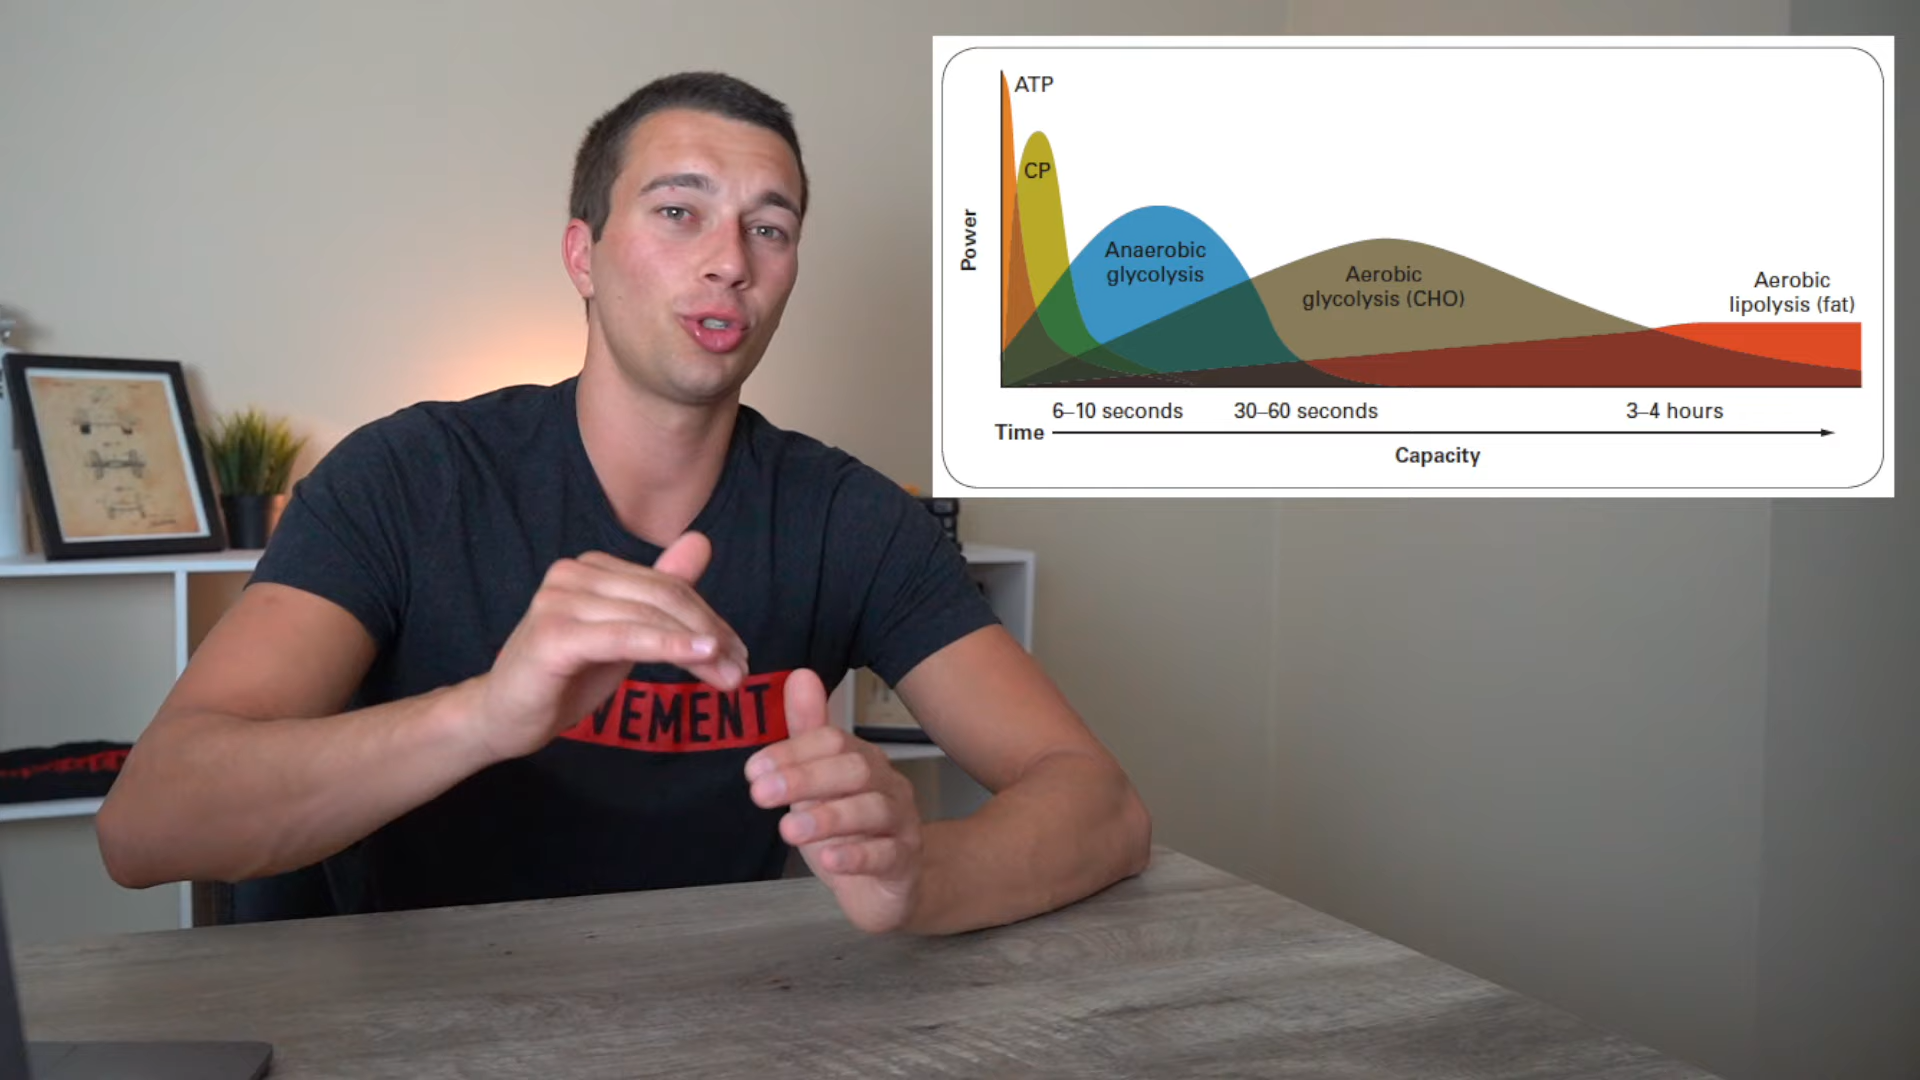 ATP
CP
Power
Anaerobic
glycolysis
Aerobic
glycolysis (CHO)
Aerobic
lipolysis (fat)
6–10 seconds
30–60 seconds
3–4 hours
Time
Capacity
VEMENT